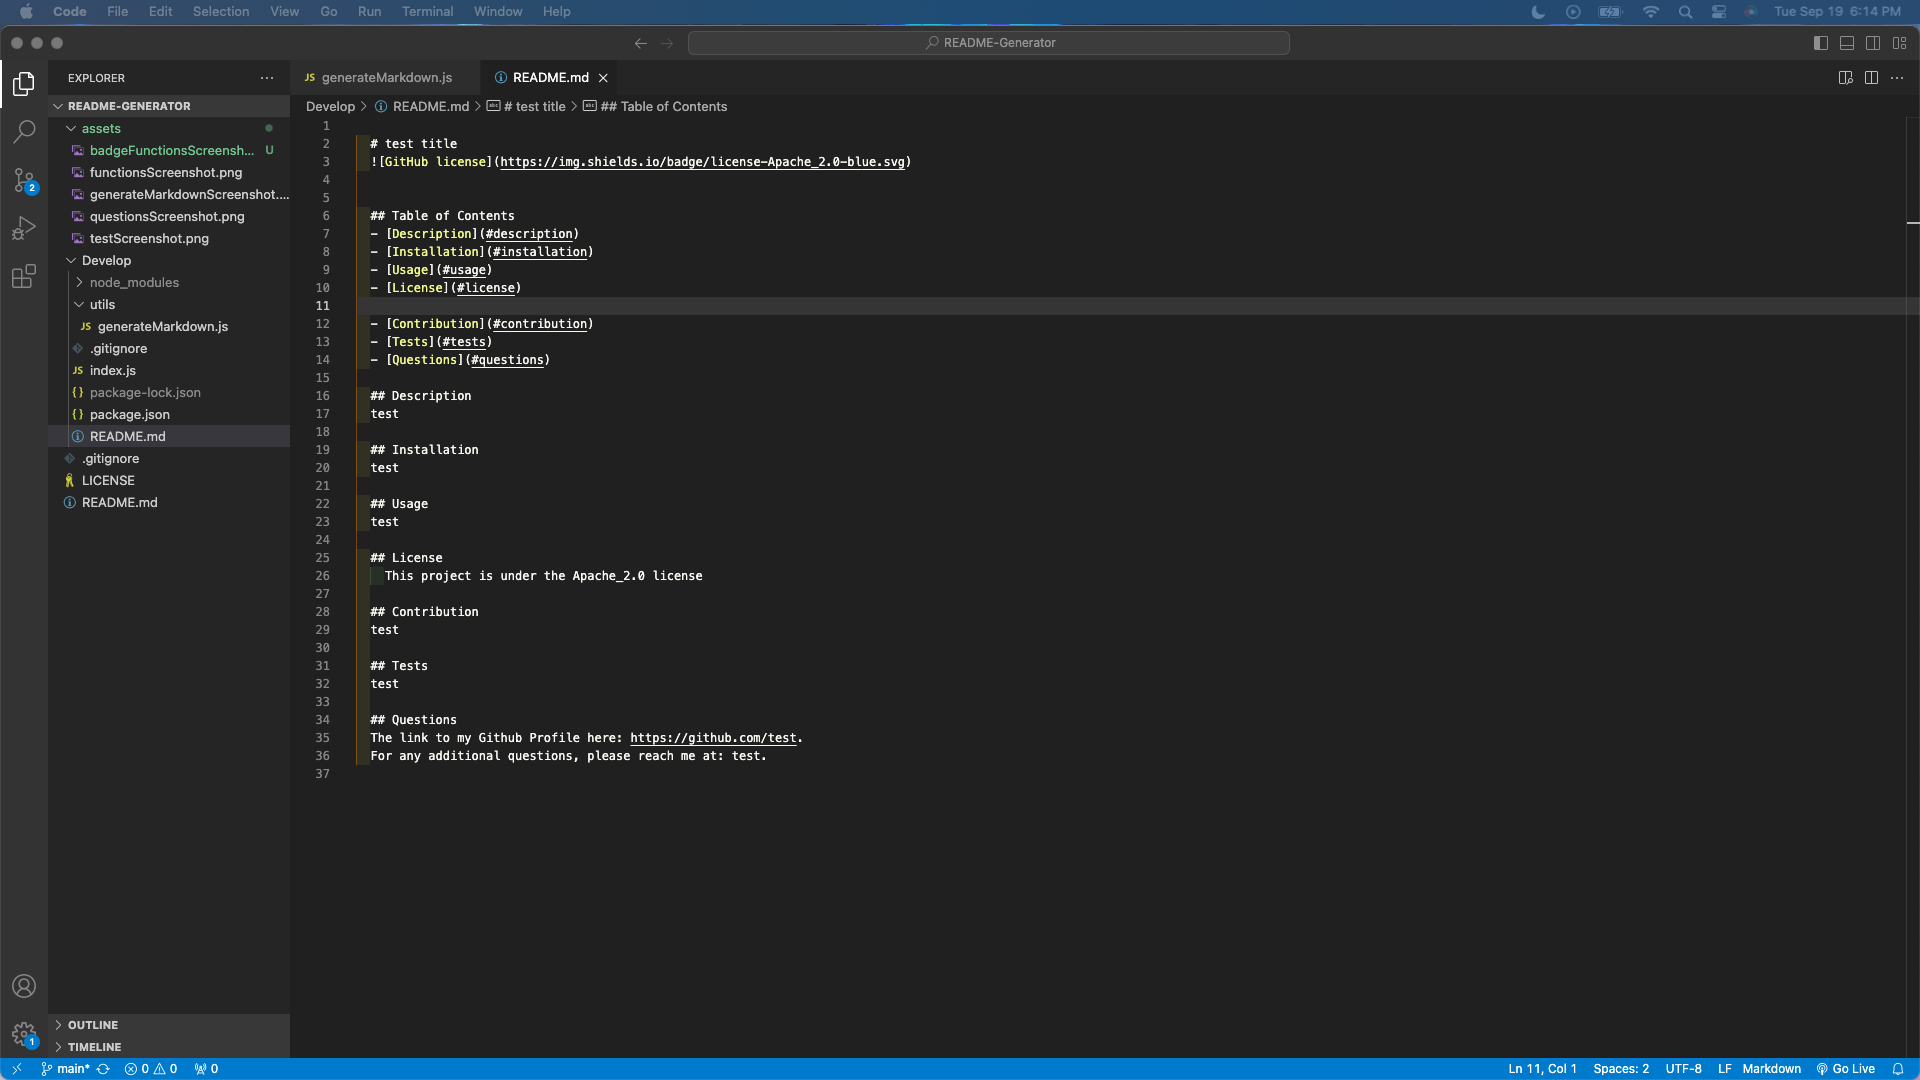 Code File Edit Selection View Go Run Terminal Window Help Tue Sep 19 6:14 PM
README-Generator
EXPLORER
README-GENERATOR
assets
badgeFunctionsScreensh... U
functionsScreenshot.png
generateMarkdownScreenshot....
questionsScreenshot.png
testScreenshot.png
Develop
node_modules
utils
JS generateMarkdown.js
.gitignore
JS index.js
{} package-lock.json
{} package.json
README.md
.gitignore
LICENSE
README.md
OUTLINE
TIMELINE
2
1
JS generateMarkdown.js README.md
Develop > README.md > # test title > ## Table of Contents
1
2 # test title
3 ![GitHub license](https://img.shields.io/badge/license-Apache_2.0-blue.svg)
4
5
6 ## Table of Contents
7 - [Description](#description)
8 - [Installation](#installation)
9 - [Usage](#usage)
10 - [License](#license)
11
12 - [Contribution](#contribution)
13 - [Tests](#tests)
14 - [Questions](#questions)
15
16 ## Description
17 test
18
19 ## Installation
20 test
21
22 ## Usage
23 test
24
25 ## License
26 This project is under the Apache_2.0 license
27
28 ## Contribution
29 test
30
31 ## Tests
32 test
33
34 ## Questions
35 The link to my Github Profile here: https://github.com/test.
36 For any additional questions, please reach me at: test.
37
main* 0 0 0 Ln 11, Col 1 Spaces: 2 UTF-8 LF Markdown Go Live